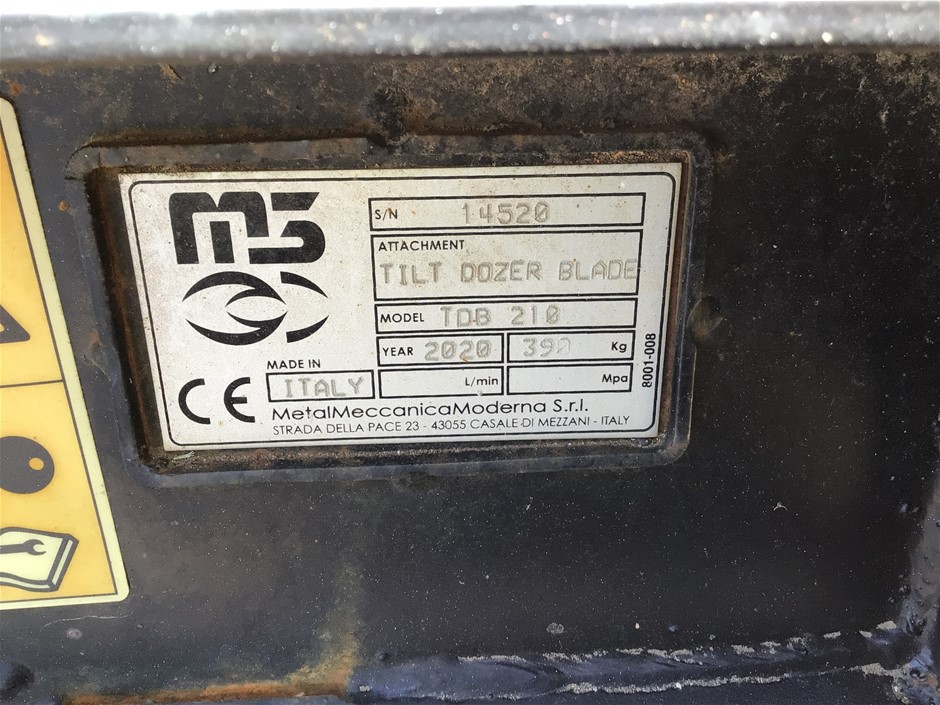 M3
S/N 14520
ATTACHMENT
TILT DOZER BLADE
MODEL TDB 210
YEAR 2020 Kg
MADE IN
ITALY L/min Mpa
CE
MetalMeccanicaModerna S.r.l.
STRADA DELLA PACE 23 - 43055 CASALE DI MEZZANI - ITALY
8001-008